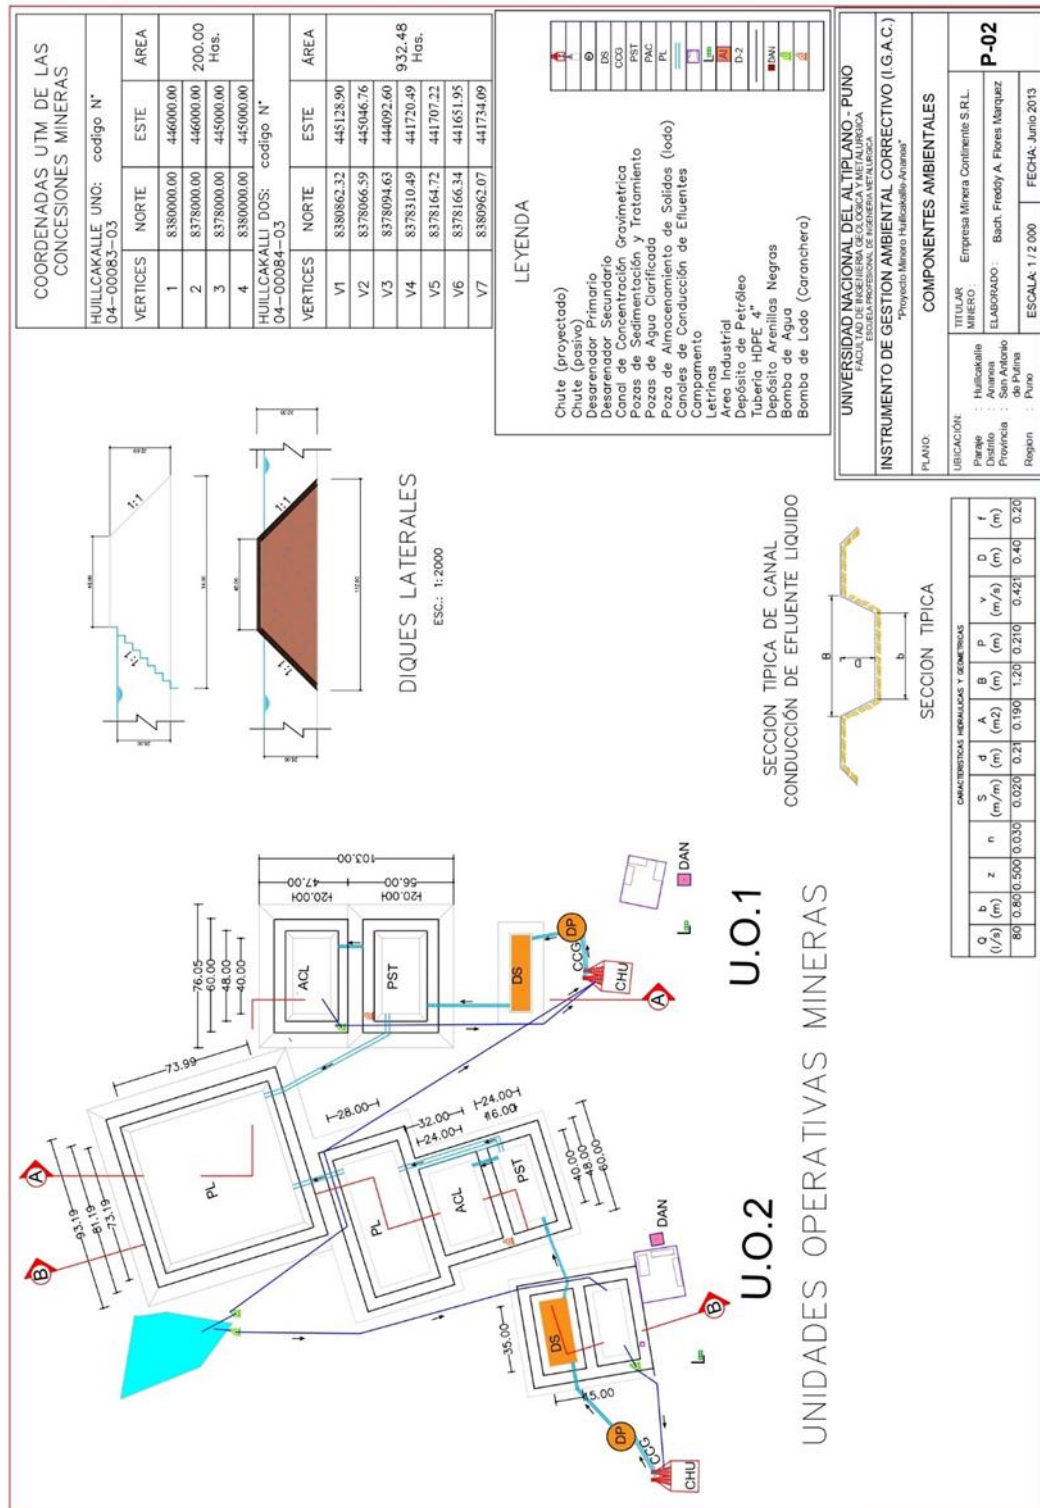 COORDENADAS UTM DE LAS
CONCESIONES MINERAS
HUILLCAKALLE UNO: codigo N°
04-00083-03
VERTICES NORTE ESTE ÁREA
1 8380000.00 446000.00
2 8378000.00 446000.00
3 8378000.00 445000.00
4 8380000.00 445000.00
200.00
Has.
HUILLCAKALLI DOS: codigo N°
04-00084-03
VERTICES NORTE ESTE ÁREA
V1 8380862.32 445128.90
V2 8378066.59 445046.76
V3 8378094.63 444092.60
V4 8378310.49 441720.49
V5 8378164.72 441707.22
V6 8378166.34 441651.95
V7 8380962.07 441734.09
932.48
Has.
LEYENDA
Chute (proyectado)
Chute (pasivo)
Desarenador Primario
Desarenador Secundario
DS
Canal de Concentración Gravimetrica
CCG
Pozas de Sedimentación y Tratamiento
PST
Pozas de Agua Clarificada
PAC
Poza de Almacenamiento de Solidos (lodo)
PL
Canales de Conducción de Efluentes
Campamento
Letrinas
Area Industrial
AI
Depósito de Petróleo
D-2
Tuberia HDPE 4"
Depósito Arenillas Negras
DAN
Bomba de Agua
Bomba de Lodo (Caranchera)
1:1
1:1
1:1
1:1
DIQUES LATERALES
ESC.: 1:2000
SECCION TIPICA DE CANAL
CONDUCCIÓN DE EFLUENTE LIQUIDO
B
d
b
SECCION TIPICA
CARACTERISTICAS HIDRAULICAS Y GEOMETRICAS
Q b z n S d A B P v D f
(l/s) (m) (m/m) (m) (m2) (m) (m) (m/s) (m) (m)
80 0.80 0.500 0.030 0.020 0.21 0.190 1.20 0.210 0.421 0.40 0.20
UNIVERSIDAD NACIONAL DEL ALTIPLANO - PUNO
FACULTAD DE INGENIERIA GEOLOGICA Y METALURGICA
ESCUELA PROFESIONAL DE INGENIERIA METALURGICA
INSTRUMENTO DE GESTION AMBIENTAL CORRECTIVO (I.G.A.C.)
"Proyecto Minero Huillcakalle-Ananea"
PLANO:
COMPONENTES AMBIENTALES
UBICACIÓN:
Paraje : Huillcakalle
Distrito : Ananea
Provincia : San Antonio
de Putina
Region : Puno
TITULAR
MINERO : Empresa Minera Continente S.R.L.
ELABORADO : Bach. Freddy A. Flores Marquez
ESCALA: 1 / 2 000
FECHA: Junio 2013
P-02
A
B
93.19
81.19
73.19
73.99
PL
76.05
60.00
48.00
40.00
103.00
47.00
56.00
ACL
PST
DS
DP
CCG
CHU
A
DAN
U.O.1
28.00
32.00
24.00
24.00
PL
ACL
PST
40.00
48.00
60.00
35.00
DS
DP
CCG
CHU
B
DAN
U.O.2
UNIDADES OPERATIVAS MINERAS